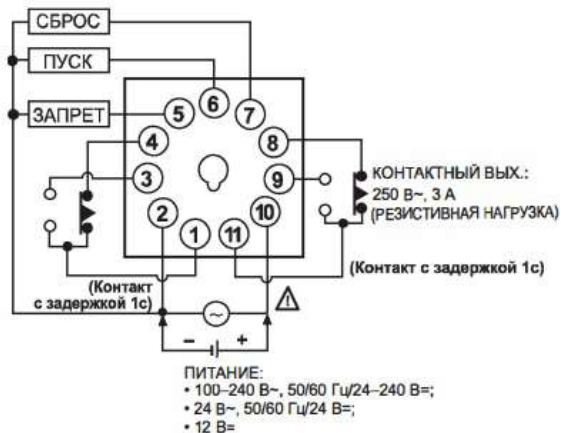 СБРОС
ПУСК
ЗАПРЕТ
6
5
7
4
8
3
9
2
10
1
11
КОНТАКТНЫЙ ВЫХ.:
250 В~, 3 А
(РЕЗИСТИВНАЯ НАГРУЗКА)
(Контакт
с задержкой 1с)
(Контакт с задержкой 1с)
~
!
− +
ПИТАНИЕ:
• 100–240 В~, 50/60 Гц/24–240 В=;
• 24 В~, 50/60 Гц/24 В=;
• 12 В=